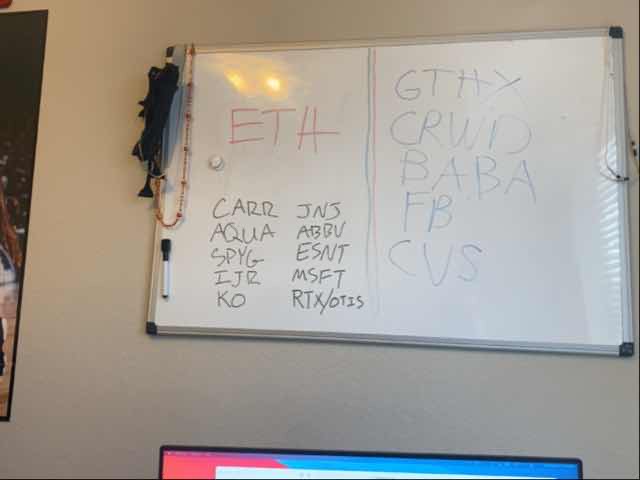 ETH
CARR JNJ
AQUA ABBV
SPYG ESNT
IJR MSFT
KO RTX/OTIS
GTHX
CRWD
BABA
FB
CVS